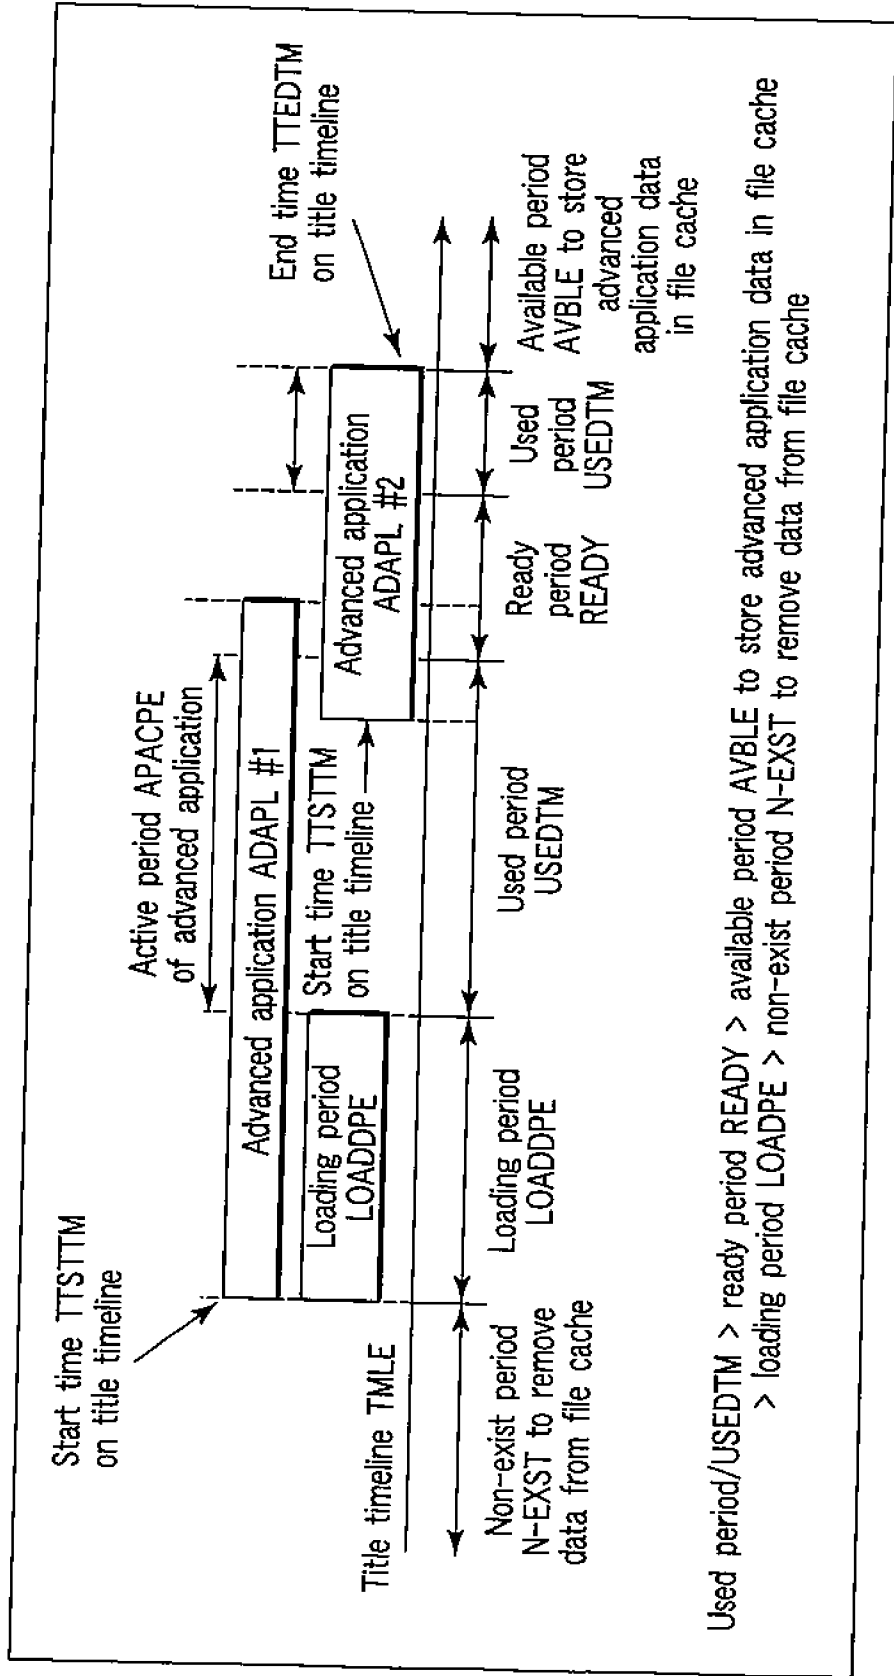 Start time TTSTTM
on title timeline
Active period APACPE
of advanced application
End time TTEDTM
on title timeline
Advanced application ADAPL #1
Loading period
LOADDPE
Start time TTSTTM
on title timeline
Advanced application
ADAPL #2
Title timeline TMLE
Non-exist period
N-EXST to remove
data from file cache
Loading period
LOADDPE
Used period
USEDTM
Ready
period
READY
Used
period
USEDTM
Available period
AVBLE to store
advanced
application data
in file cache
Used period/USEDTM > ready period READY > available period AVBLE to store advanced application data in file cache
> loading period LOADPE > non-exist period N-EXST to remove data from file cache